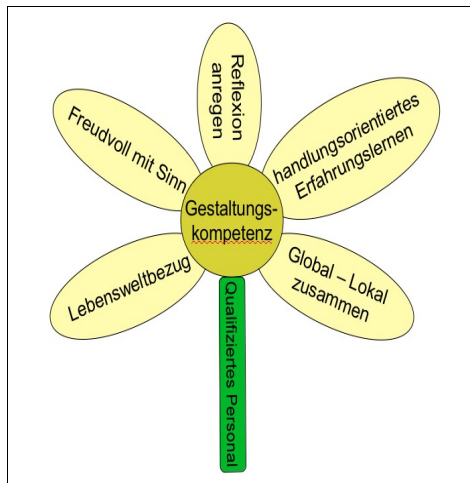 Reflexion
anregen
handlungsorientiertes
Erfahrungslernen
Freudvoll mit Sinn
Gestaltungs-
kompetenz
Lebensweltbezug
Global – Lokal
zusammen
Qualifiziertes Personal